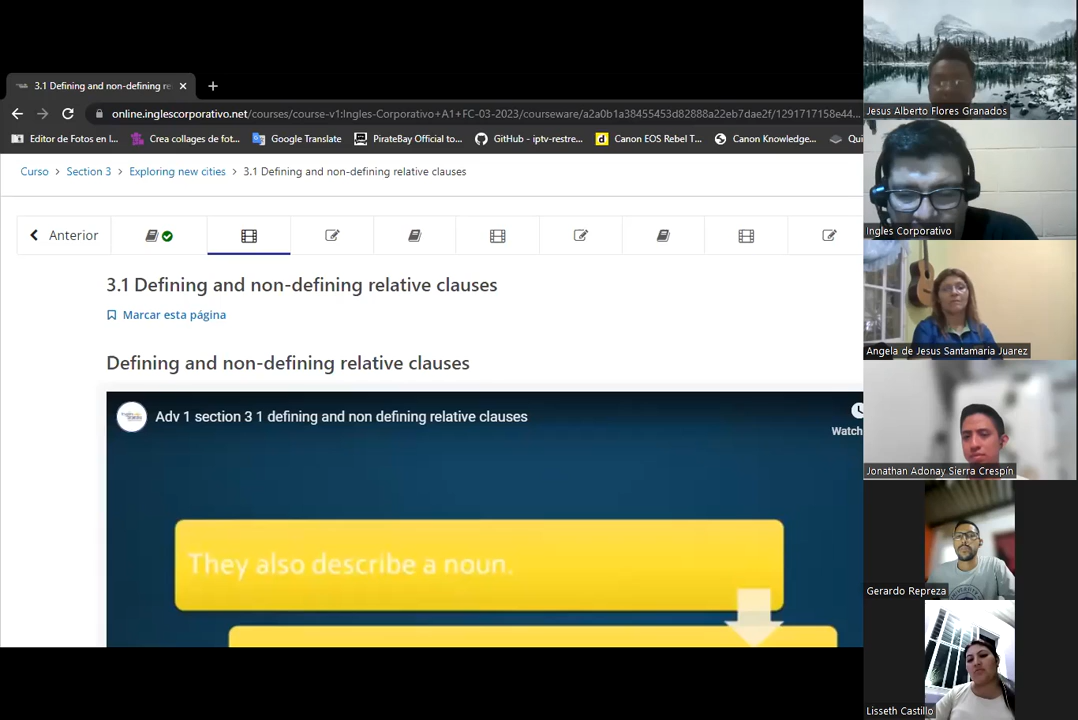 3.1 Defining and non-defining re
online.inglescorporativo.net/courses/course-v1:Ingles-Corporativo+A1+FC-03-2023/courseware/a2a0b1a38455453d82888a22eb7dae2f/1291717158e44...
Editor de Fotos en l...
Crea collages de fot...
Google Translate
PirateBay Official to...
GitHub - iptv-restre...
Canon EOS Rebel T...
Canon Knowledge...
Qui
Curso > Section 3 > Exploring new cities > 3.1 Defining and non-defining relative clauses
Anterior
3.1 Defining and non-defining relative clauses
Marcar esta página
Defining and non-defining relative clauses
Adv 1 section 3 1 defining and non defining relative clauses
Watch
They also describe a noun.
Jesus Alberto Flores Granados
Ingles Corporativo
Angela de Jesus Santamaria Juarez
Jonathan Adonay Sierra Crespín
Gerardo Repreza
Lisseth Castillo